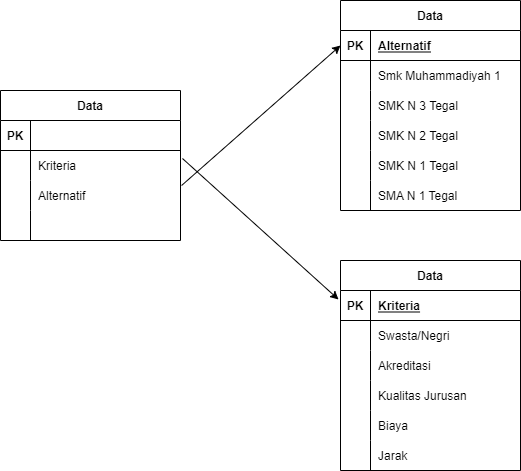 Data
PK
Kriteria
Alternatif
Data
PK Alternatif
Smk Muhammadiyah 1
SMK N 3 Tegal
SMK N 2 Tegal
SMK N 1 Tegal
SMA N 1 Tegal
Data
PK Kriteria
Swasta/Negri
Akreditasi
Kualitas Jurusan
Biaya
Jarak